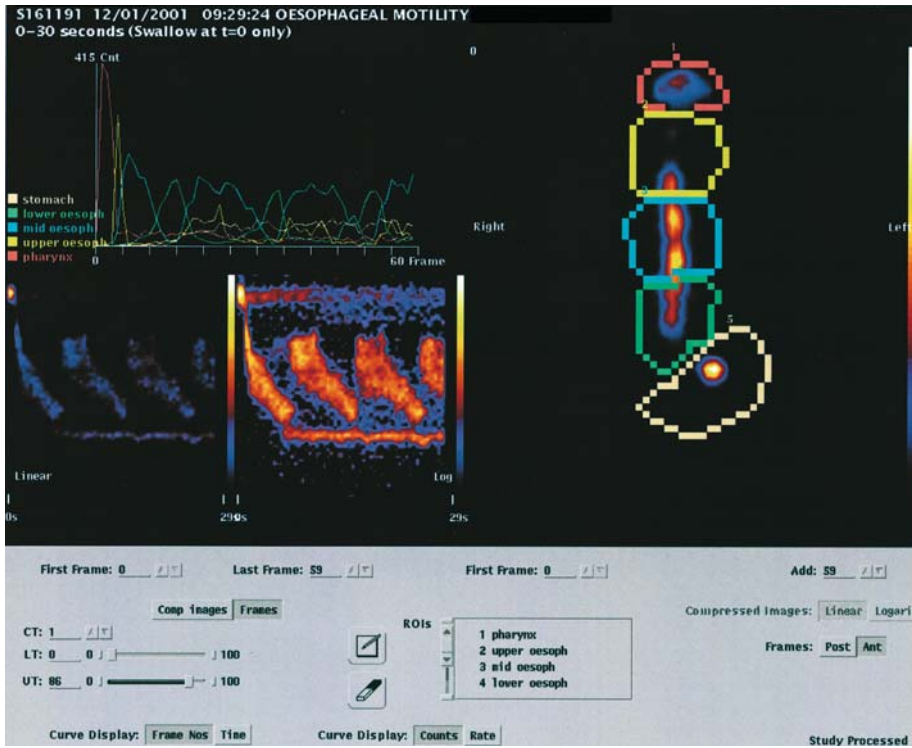 S161191 12/01/2001 09:29:24 OESOPHAGEAL MOTILITY
0-30 seconds (Swallow at t=0 only)
415 Cnt
stomach
lower oesoph
mid oesoph
upper oesoph
pharynx
0 60 Frame
0
1
2
3
5
Right
Left
Linear
Log
0s 29s
0s 29s
First Frame: 0 Last Frame: 59 First Frame: 0 Add: 59
Comp images Frames
CT: 1
LT: 0 0 100
UT: 86 0 100
ROIs
1 pharynx
2 upper oesoph
3 mid oesoph
4 lower oesoph
Compressed Images: Linear Logari
Frames: Post Ant
Curve Display: Frame Nos Time Curve Display: Counts Rate
Study Processed